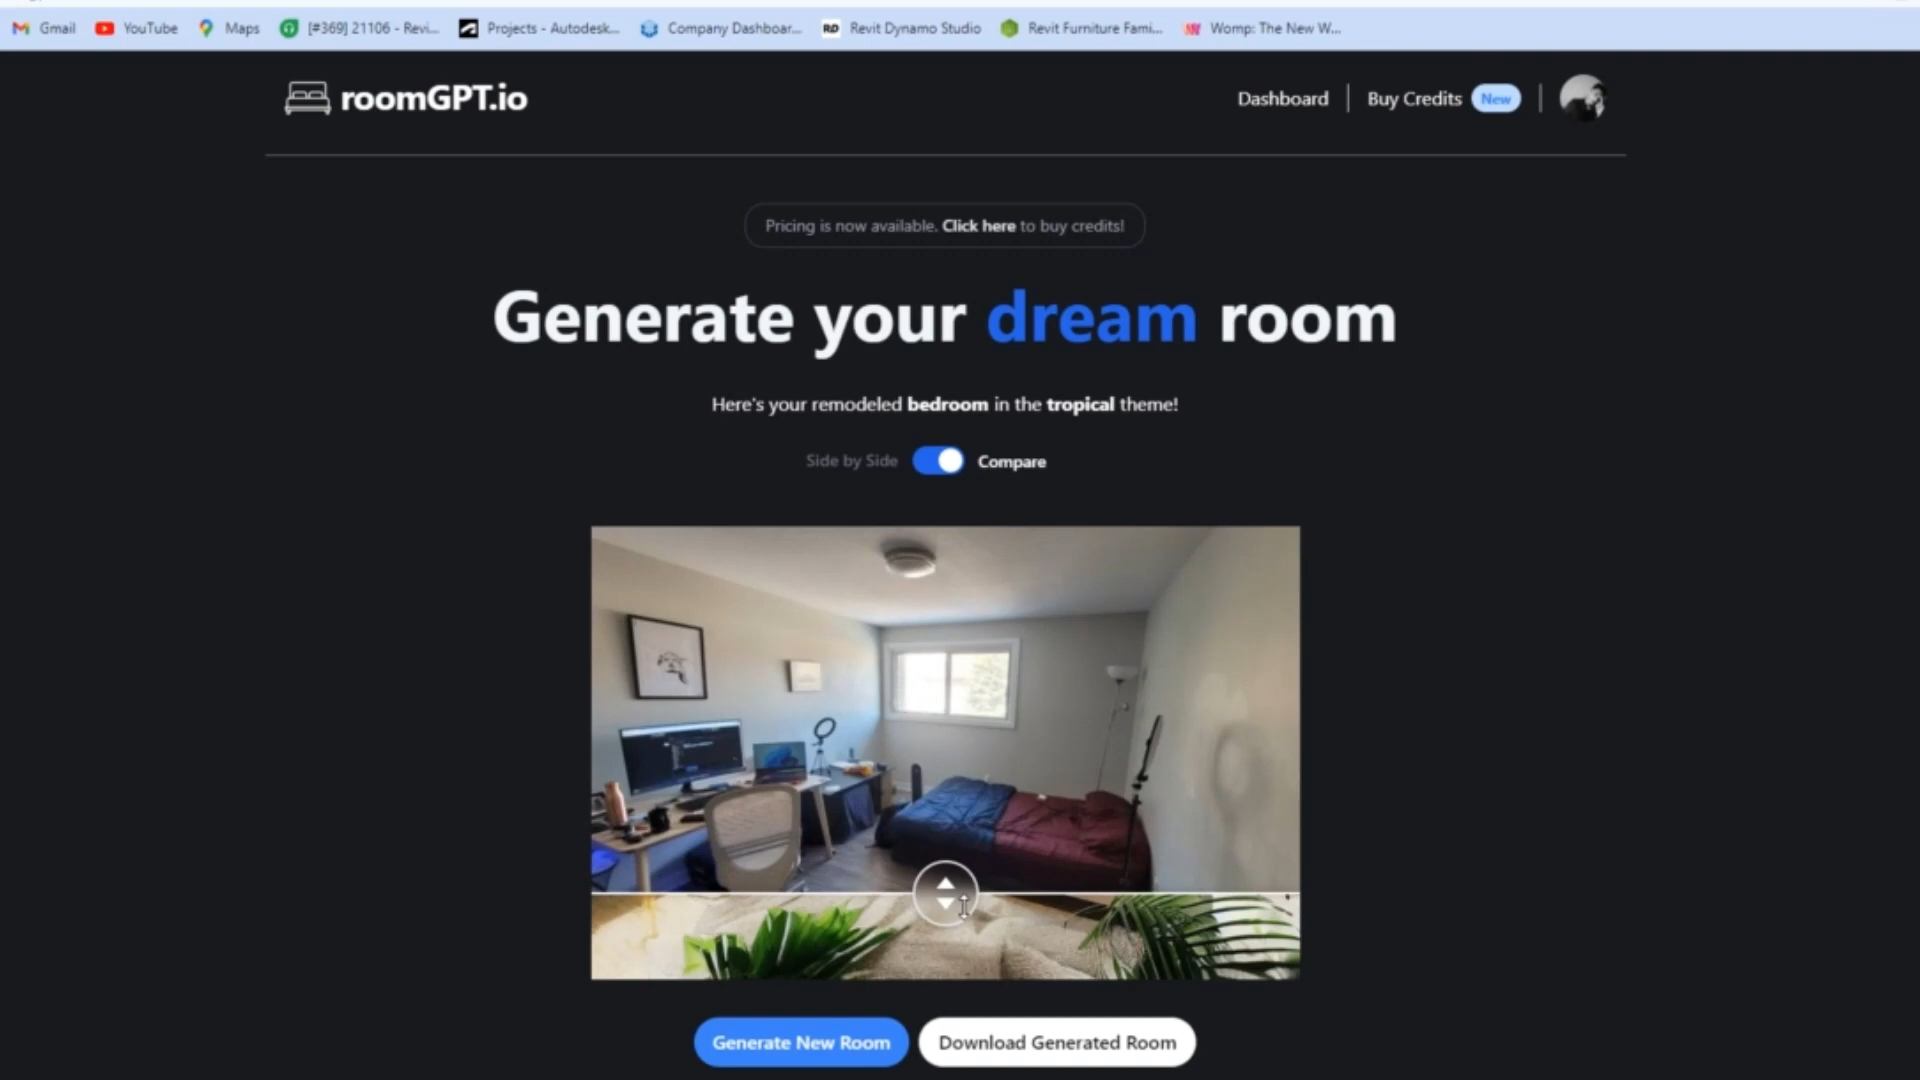 Gmail YouTube Maps [#369] 21106 - Revi... Projects - Autodesk... Company Dashboar... RD Revit Dynamo Studio Revit Furniture Fami... Womp: The New W...
roomGPT.io Dashboard Buy Credits New
Pricing is now available. Click here to buy credits!
Generate your dream room
Here's your remodeled bedroom in the tropical theme!
Side by Side Compare
Generate New Room Download Generated Room